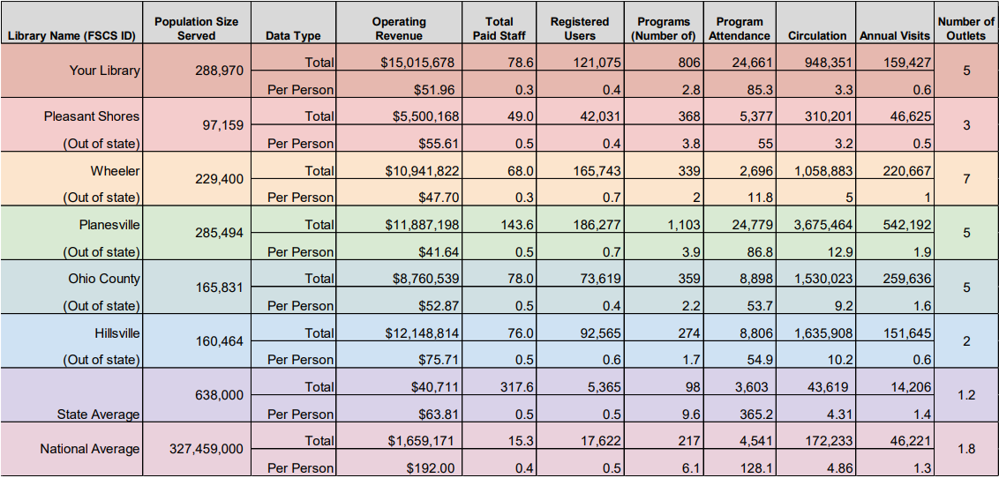 Library Name (FSCS ID) Population Size Served Data Type Operating Revenue Total Paid Staff Registered Users Programs (Number of) Program Attendance Circulation Annual Visits Number of Outlets
Your Library 288,970 Total $15,015,678 78.6 121,075 806 24,661 948,351 159,427 5
Per Person $51.96 0.3 0.4 2.8 85.3 3.3 0.6
Pleasant Shores 97,159 Total $5,500,168 49.0 42,031 368 5,377 310,201 46,625 3
(Out of state) Per Person $55.61 0.5 0.4 3.8 55 3.2 0.5
Wheeler 229,400 Total $10,941,822 68.0 165,743 339 2,696 1,058,883 220,667 7
(Out of state) Per Person $47.70 0.3 0.7 2 11.8 5 1
Planesville 285,494 Total $11,887,198 143.6 186,277 1,103 24,779 3,675,464 542,192 5
(Out of state) Per Person $41.64 0.5 0.7 3.9 86.8 12.9 1.9
Ohio County 165,831 Total $8,760,539 78.0 73,619 359 8,898 1,530,023 259,636 5
(Out of state) Per Person $52.87 0.5 0.4 2.2 53.7 9.2 1.6
Hillsville 160,464 Total $12,148,814 76.0 92,565 274 8,806 1,635,908 151,645 2
(Out of state) Per Person $75.71 0.5 0.6 1.7 54.9 10.2 0.6
638,000 Total $40,711 317.6 5,365 98 3,603 43,619 14,206 1.2
State Average Per Person $63.81 0.5 0.5 9.6 365.2 4.31 1.4
National Average 327,459,000 Total $1,659,171 15.3 17,622 217 4,541 172,233 46,221 1.8
Per Person $192.00 0.4 0.5 6.1 128.1 4.86 1.3